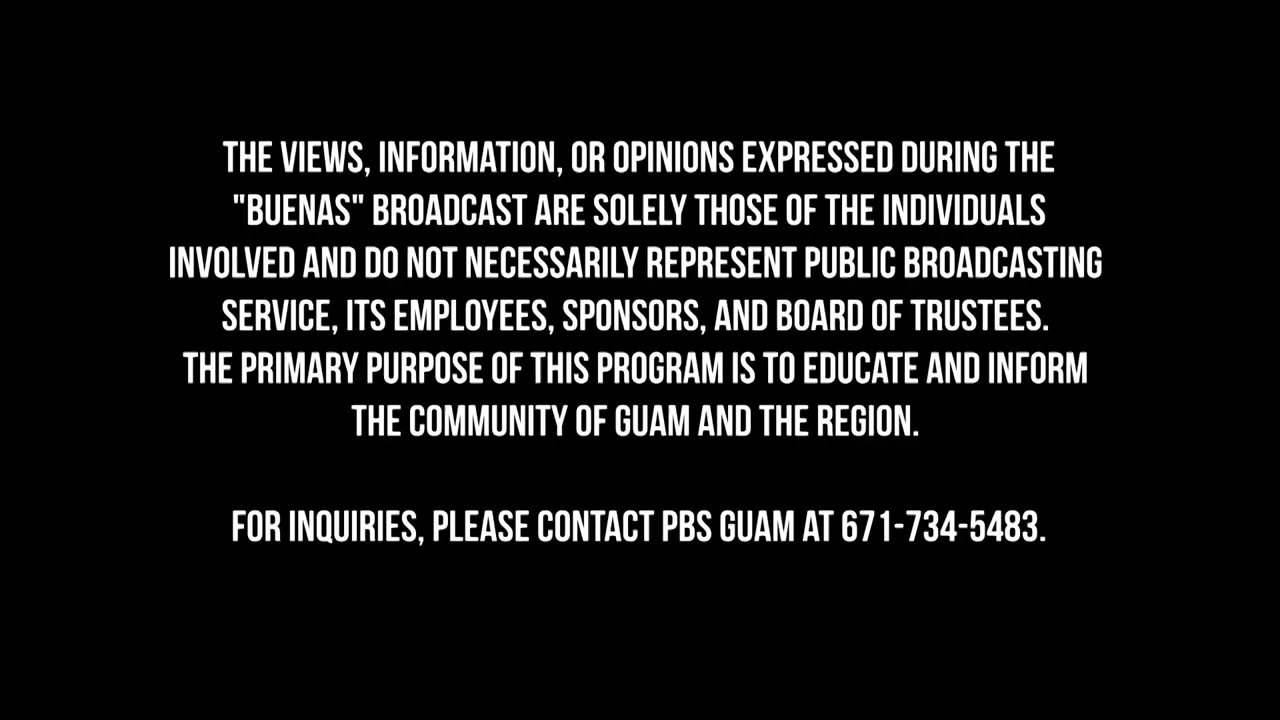 THE VIEWS, INFORMATION, OR OPINIONS EXPRESSED DURING THE
"BUENAS" BROADCAST ARE SOLELY THOSE OF THE INDIVIDUALS
INVOLVED AND DO NOT NECESSARILY REPRESENT PUBLIC BROADCASTING
SERVICE, ITS EMPLOYEES, SPONSORS, AND BOARD OF TRUSTEES.
THE PRIMARY PURPOSE OF THIS PROGRAM IS TO EDUCATE AND INFORM
THE COMMUNITY OF GUAM AND THE REGION.
FOR INQUIRIES, PLEASE CONTACT PBS GUAM AT 671-734-5483.